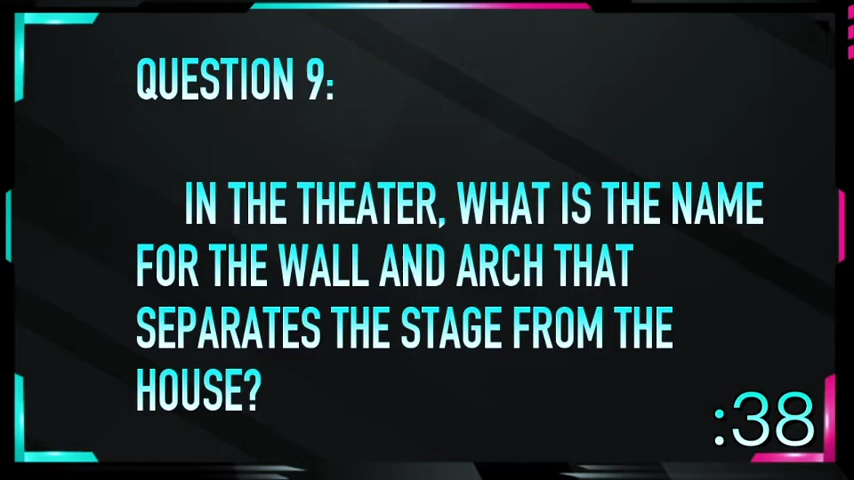 QUESTION 9:
IN THE THEATER, WHAT IS THE NAME
FOR THE WALL AND ARCH THAT
SEPARATES THE STAGE FROM THE
HOUSE?
:38